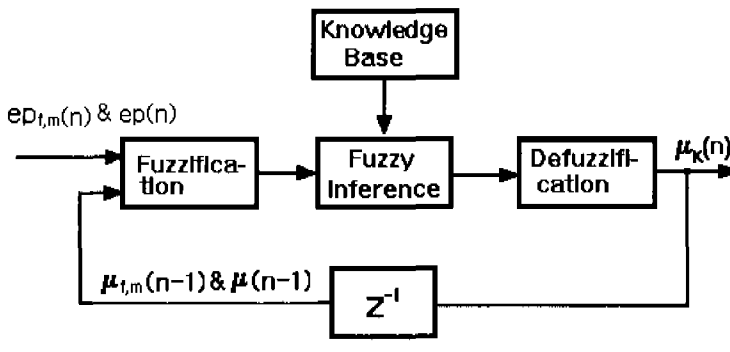 Knowledge
Base
ep_{f,m}(n) & ep(n)
Fuzzifica-
tion
Fuzzy
Inference
Defuzzifi-
cation
μ_K(n)
μ_{f,m}(n-1) & μ(n-1)
Z^{-1}